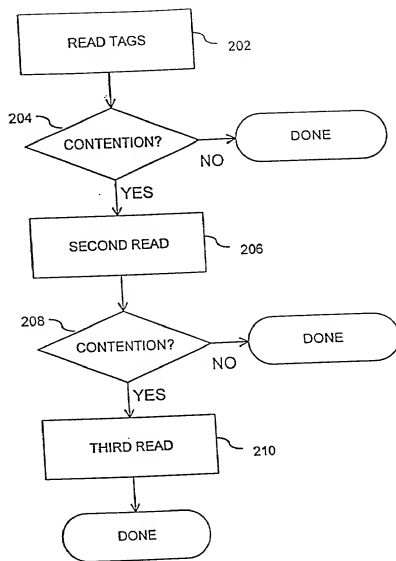 READ TAGS
202
204
CONTENTION?
NO
DONE
YES
SECOND READ
206
208
CONTENTION?
NO
DONE
YES
THIRD READ
210
DONE